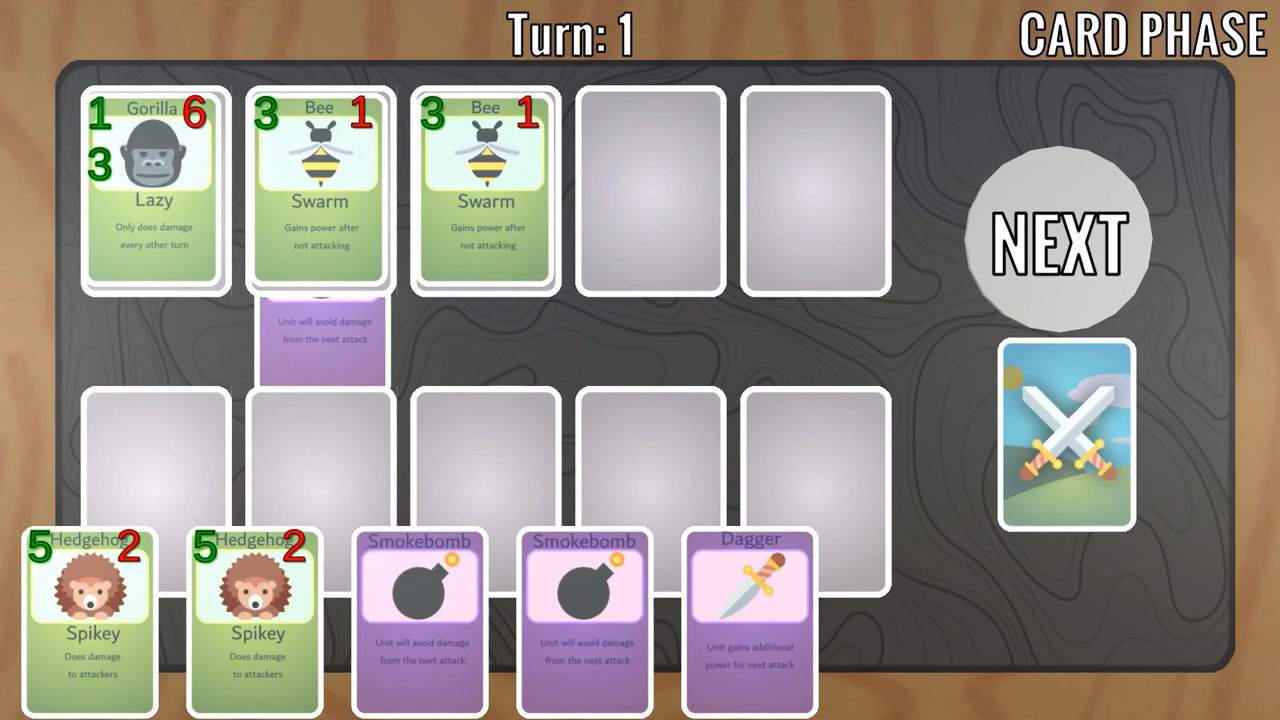 Turn: 1
CARD PHASE
1 Gorilla 6
3
Lazy
Only does damage
every other turn
3 Bee 1
Swarm
Gains power after
not attacking
3 Bee 1
Swarm
Gains power after
not attacking
NEXT
Unit will avoid damage
from the next attack
5 Hedgehog 2
Spikey
Does damage
to attackers
5 Hedgehog 2
Spikey
Does damage
to attackers
Smokebomb
Unit will avoid damage
from the next attack
Smokebomb
Unit will avoid damage
from the next attack
Dagger
Unit gains additional
power for next attack